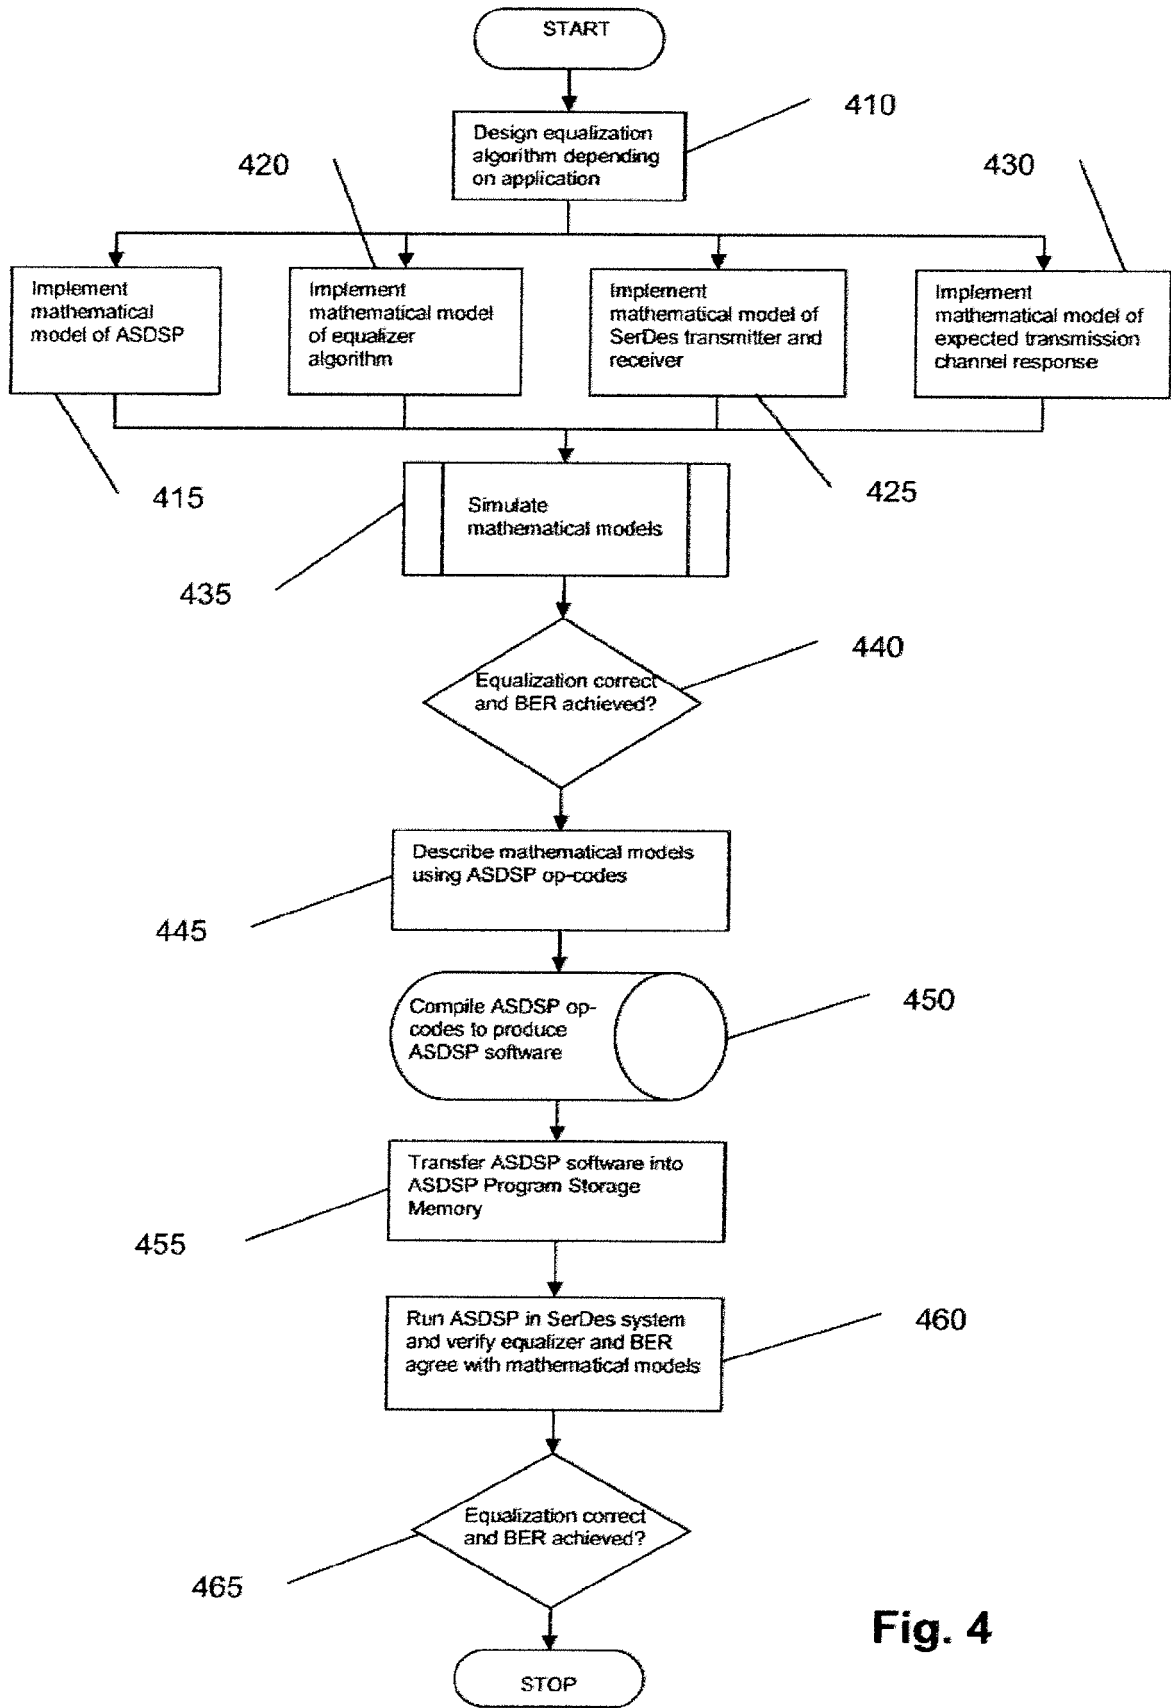 START
410
Design equalization
algorithm depending
on application
420
430
Implement
mathematical
model of ASDSP
Implement
mathematical model
of equalizer
algorithm
Implement
mathematical model of
SerDes transmitter and
receiver
Implement
mathematical model of
expected transmission
channel response
415
425
Simulate
mathematical models
435
440
Equalization correct
and BER achieved?
Describe mathematical models
using ASDSP op-codes
445
450
Compile ASDSP op-
codes to produce
ASDSP software
Transfer ASDSP software into
ASDSP Program Storage
Memory
455
460
Run ASDSP in SerDes system
and verify equalizer and BER
agree with mathematical models
Equalization correct
and BER achieved?
465
Fig. 4
STOP